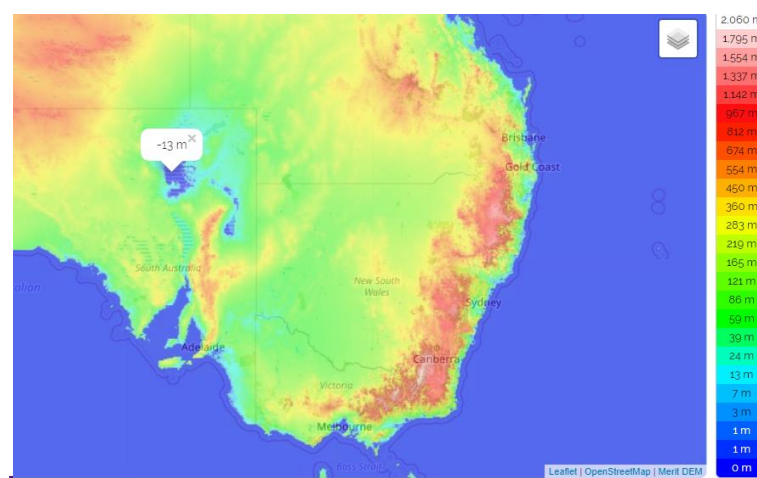 -13 m ×
Brisbane
Gold Coast
South Australia
New South
Wales
Sydney
Adelaide
Canberra
Victoria
Melbourne
Bass Strait
Leaflet | OpenStreetMap | Merit DEM
2.060 m
1.795 m
1.554 m
1.337 m
1.142 m
967 m
812 m
674 m
554 m
450 m
360 m
283 m
219 m
165 m
121 m
86 m
59 m
39 m
24 m
13 m
7 m
3 m
1 m
1 m
0 m